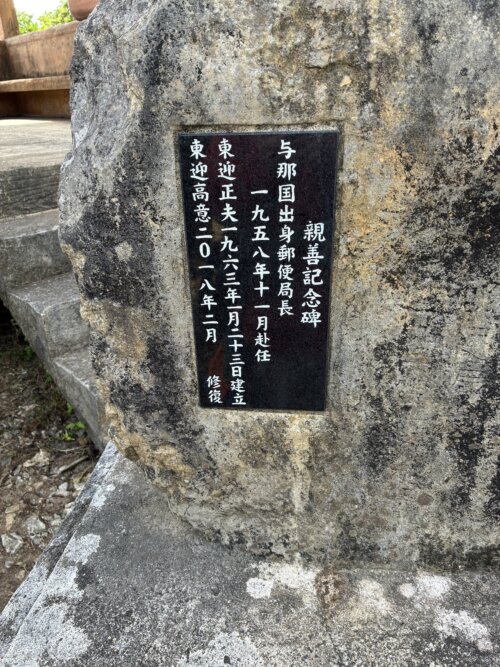 親善記念碑
与那国出身郵便局長
一九五八年十一月赴任
東迎正夫一九六三年一月二十三日建立
東迎高意二〇一八年二月 修復